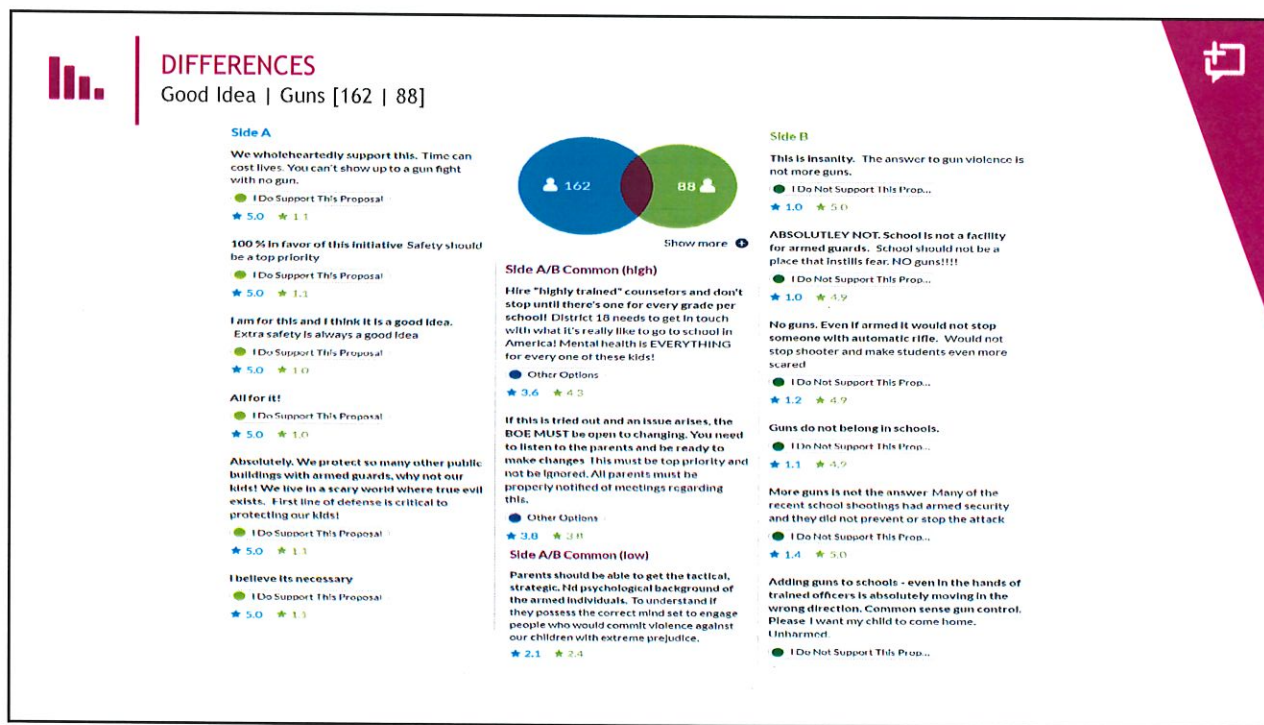 DIFFERENCES
Good Idea | Guns [162 | 88]
Side A
We wholeheartedly support this. Time can
cost lives. You can't show up to a gun fight
with no gun.
I Do Support This Proposal
5.0 1.1
100 % in favor of this initiative Safety should
be a top priority
I Do Support This Proposal
5.0 1.1
I am for this and I think it is a good idea.
Extra safety is always a good idea
I Do Support This Proposal
5.0 1.0
All for it!
I Do Support This Proposal
5.0 1.0
Absolutely. We protect so many other public
buildings with armed guards, why not our
kids! We live in a scary world where true evil
exists. First line of defense is critical to
protecting our kids!
I Do Support This Proposal
5.0 1.1
I believe its necessary
I Do Support This Proposal
5.0 1.1
162
88
Show more
Side A/B Common (high)
Hire "highly trained" counselors and don't
stop until there's one for every grade per
school! District 18 needs to get in touch
with what it's really like to go to school in
America! Mental health is EVERYTHING
for every one of these kids!
Other Options
3.6 4.3
If this is tried out and an issue arises, the
BOE MUST be open to changing. You need
to listen to the parents and be ready to
make changes This must be top priority and
not be ignored. All parents must be
properly notified of meetings regarding
this.
Other Options
3.8 3.8
Side A/B Common (low)
Parents should be able to get the tactical,
strategic, Nd psychological background of
the armed individuals. To understand if
they possess the correct mind set to engage
people who would commit violence against
our children with extreme prejudice.
2.1 2.4
Side B
This is insanity. The answer to gun violence is
not more guns.
I Do Not Support This Prop...
1.0 5.0
ABSOLUTLEY NOT. School is not a facility
for armed guards. School should not be a
place that instills fear. NO guns!!!!
I Do Not Support This Prop...
1.0 4.9
No guns. Even if armed it would not stop
someone with automatic rifle. Would not
stop shooter and make students even more
scared
I Do Not Support This Prop...
1.2 4.9
Guns do not belong in schools.
I Do Not Support This Prop...
1.1 4.9
More guns is not the answer Many of the
recent school shootings had armed security
and they did not prevent or stop the attack
I Do Not Support This Prop...
1.4 5.0
Adding guns to schools - even in the hands of
trained officers is absolutely moving in the
wrong direction. Common sense gun control.
Please I want my child to come home.
Unharmed
I Do Not Support This Prop...